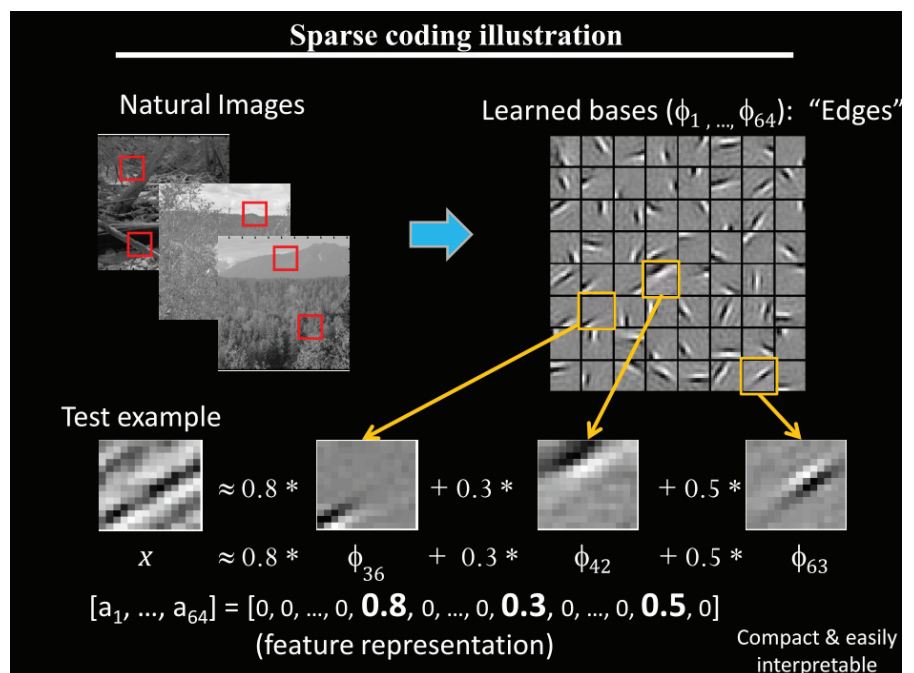 Sparse coding illustration
Natural Images
Learned bases (ϕ1 , …, ϕ64): “Edges”
Test example
≈ 0.8 * + 0.3 * + 0.5 *
x ≈ 0.8 * ϕ36 + 0.3 * ϕ42 + 0.5 * ϕ63
[a1, …, a64] = [0, 0, …, 0, 0.8, 0, …, 0, 0.3, 0, …, 0, 0.5, 0]
(feature representation)
Compact & easily
interpretable